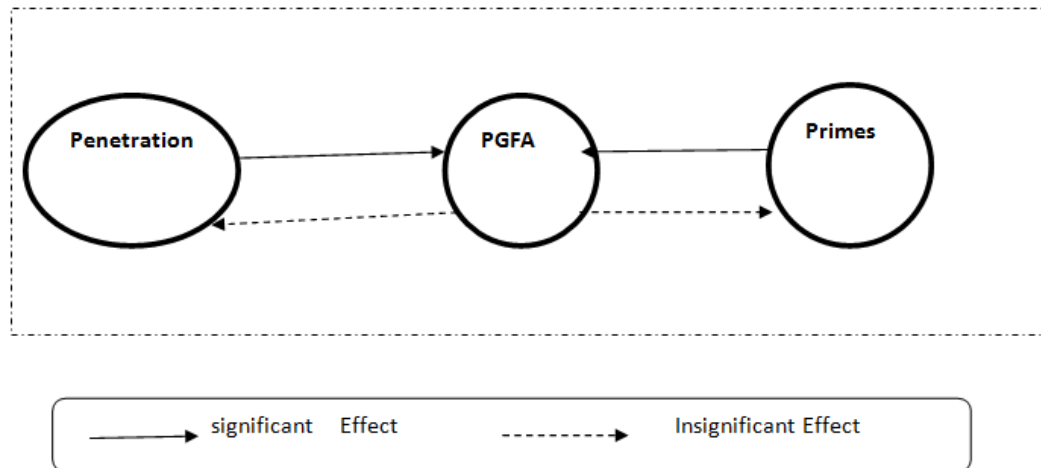 Penetration
PGFA
Primes
significant Effect
Insignificant Effect